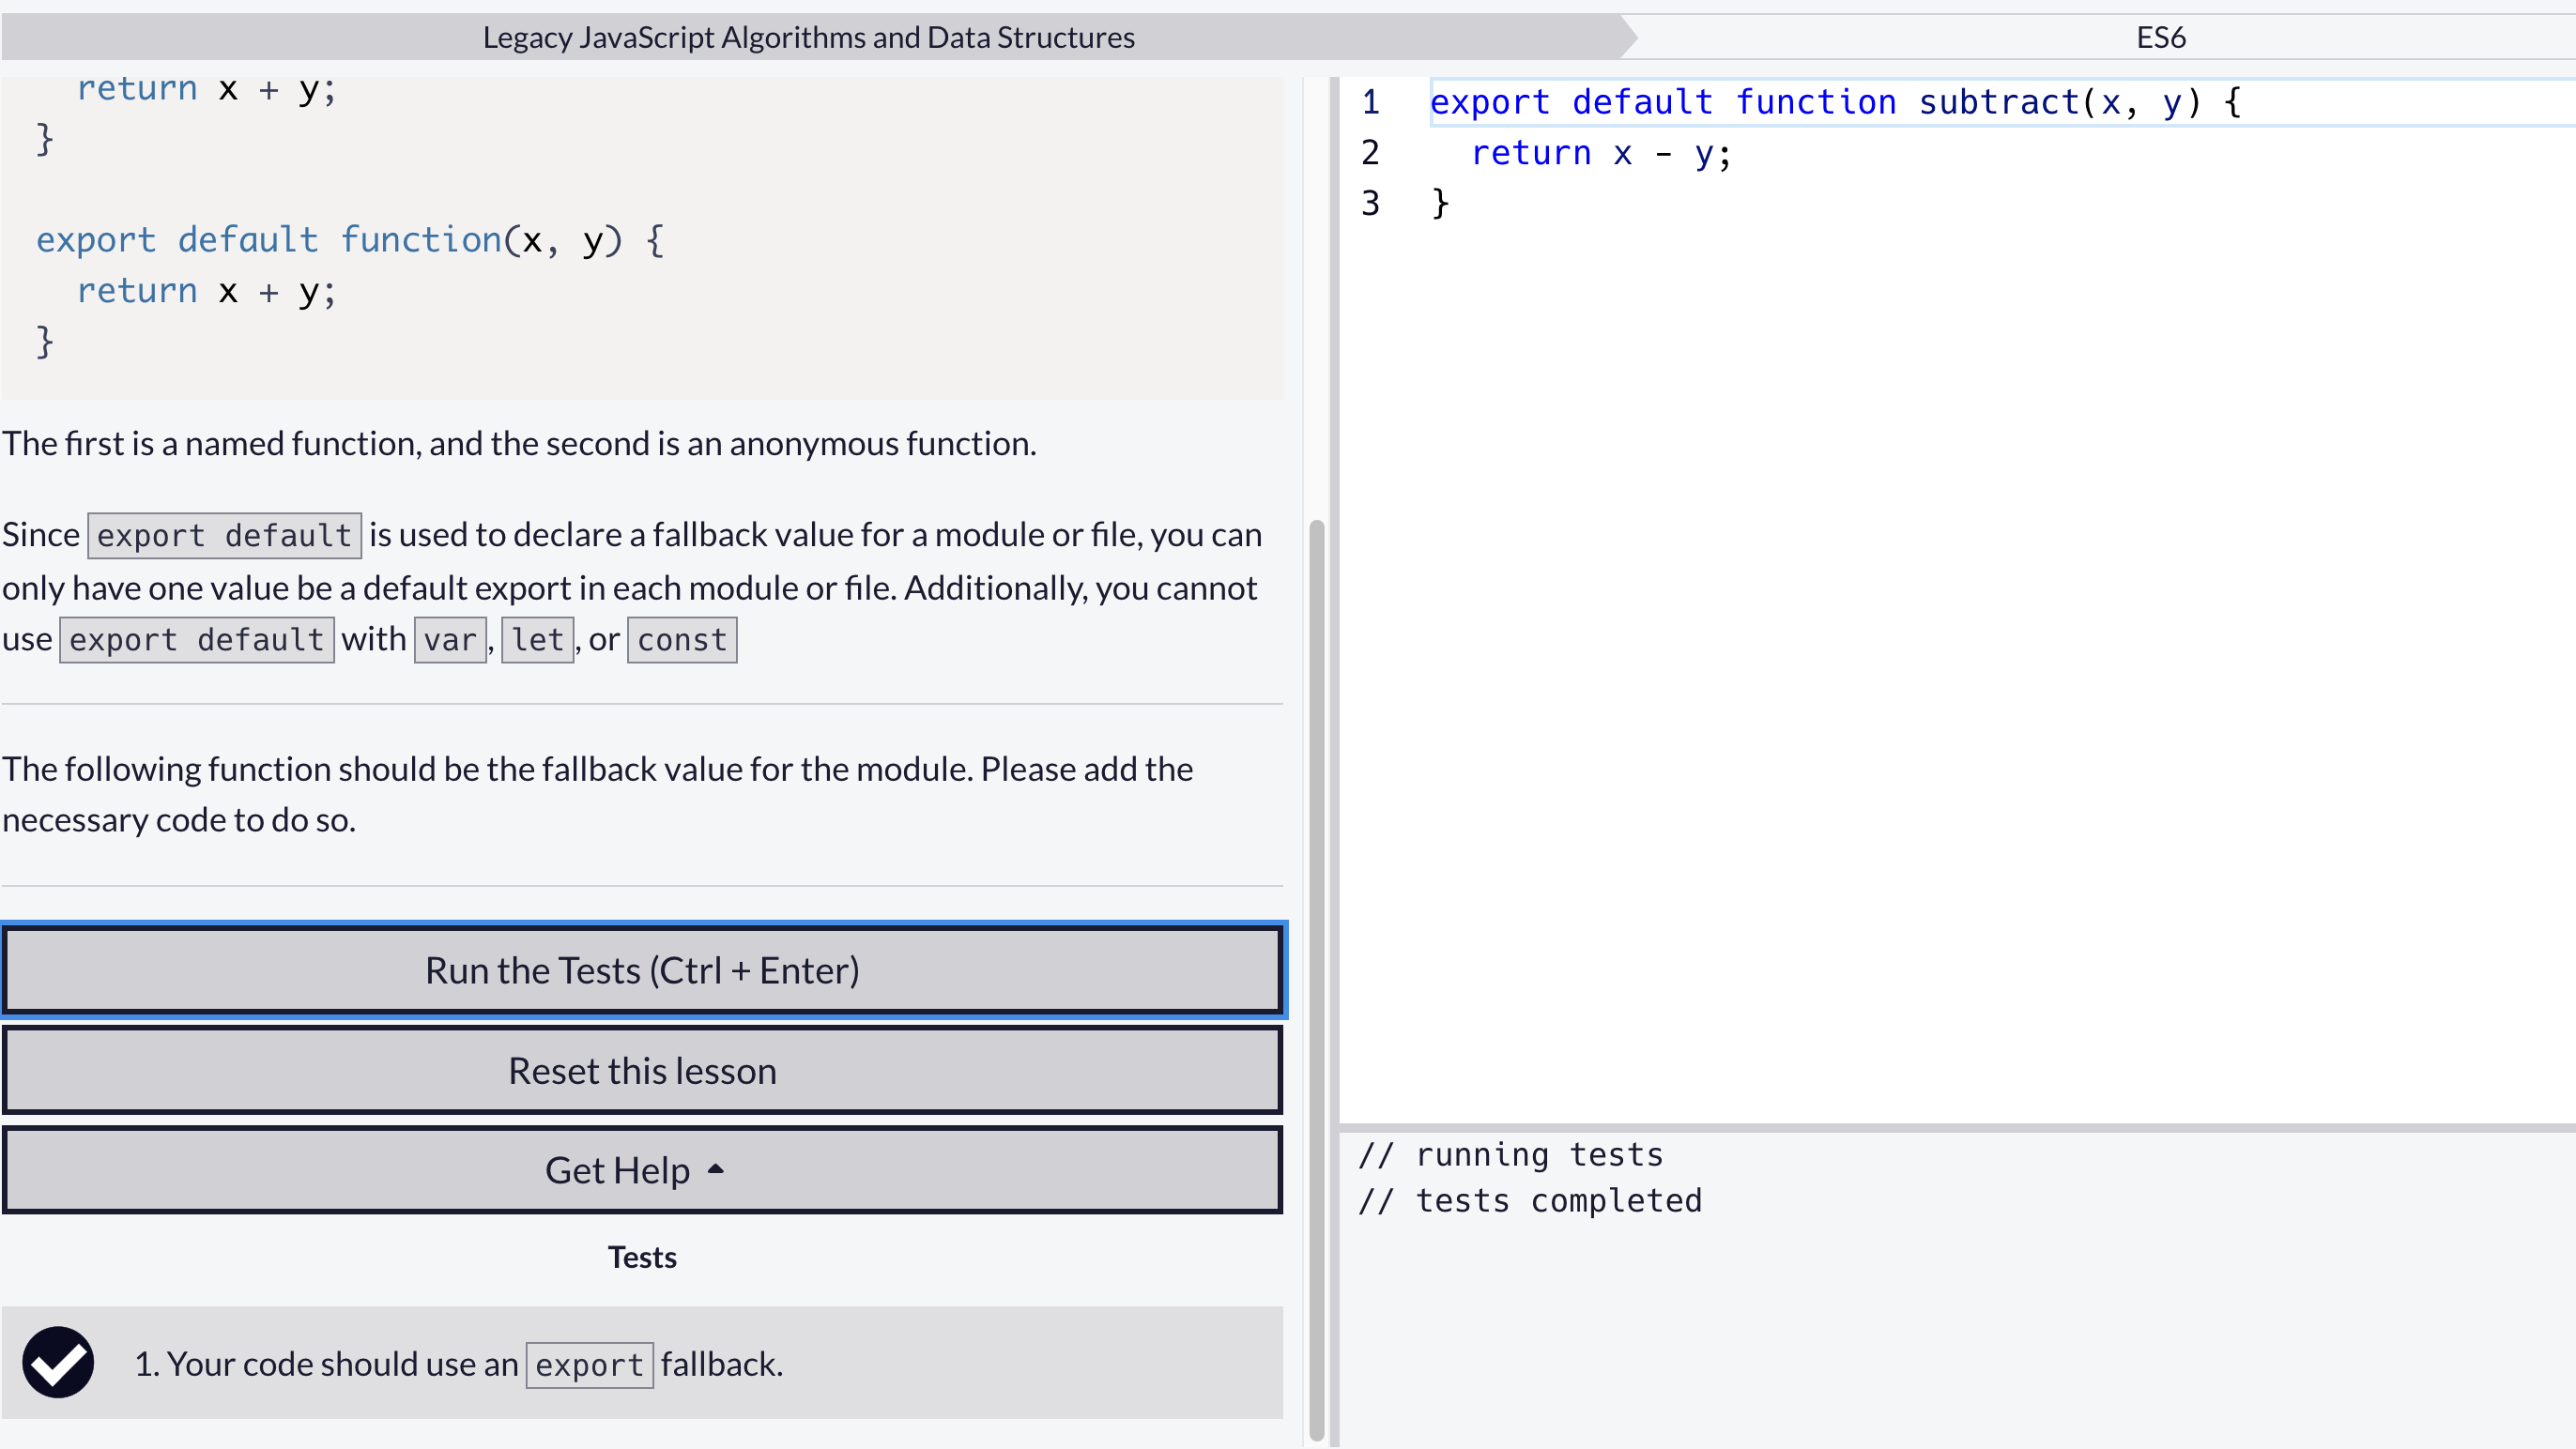 Legacy JavaScript Algorithms and Data Structures
ES6
return x + y;
}
export default function(x, y) {
return x + y;
}
The first is a named function, and the second is an anonymous function.
Since export default is used to declare a fallback value for a module or file, you can
only have one value be a default export in each module or file. Additionally, you cannot
use export default with var, let, or const
The following function should be the fallback value for the module. Please add the
necessary code to do so.
Run the Tests (Ctrl + Enter)
Reset this lesson
Get Help
Tests
1. Your code should use an export fallback.
1 export default function subtract(x, y) {
2 return x - y;
3 }
// running tests
// tests completed